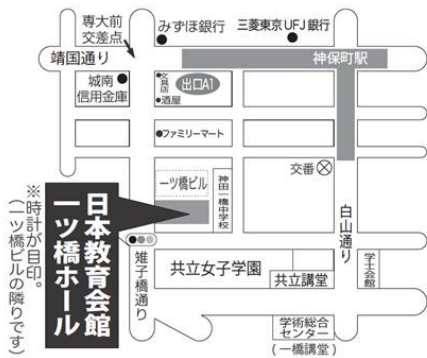 専大前
交差点
みずほ銀行
三菱東京UFJ銀行
靖国通り
神保町駅
城南
信用金庫
文具店
出口A1
酒屋
ファミリーマート
交番
一ツ橋ビル
神田一橋中学校
白山通り
日本教育会館
一ツ橋ホール
※時計が目印。
(一ツ橋ビルの隣りです)
雉子橋通り
共立女子学園
共立講堂
学士会館
学術総合
センター
(一橋講堂)